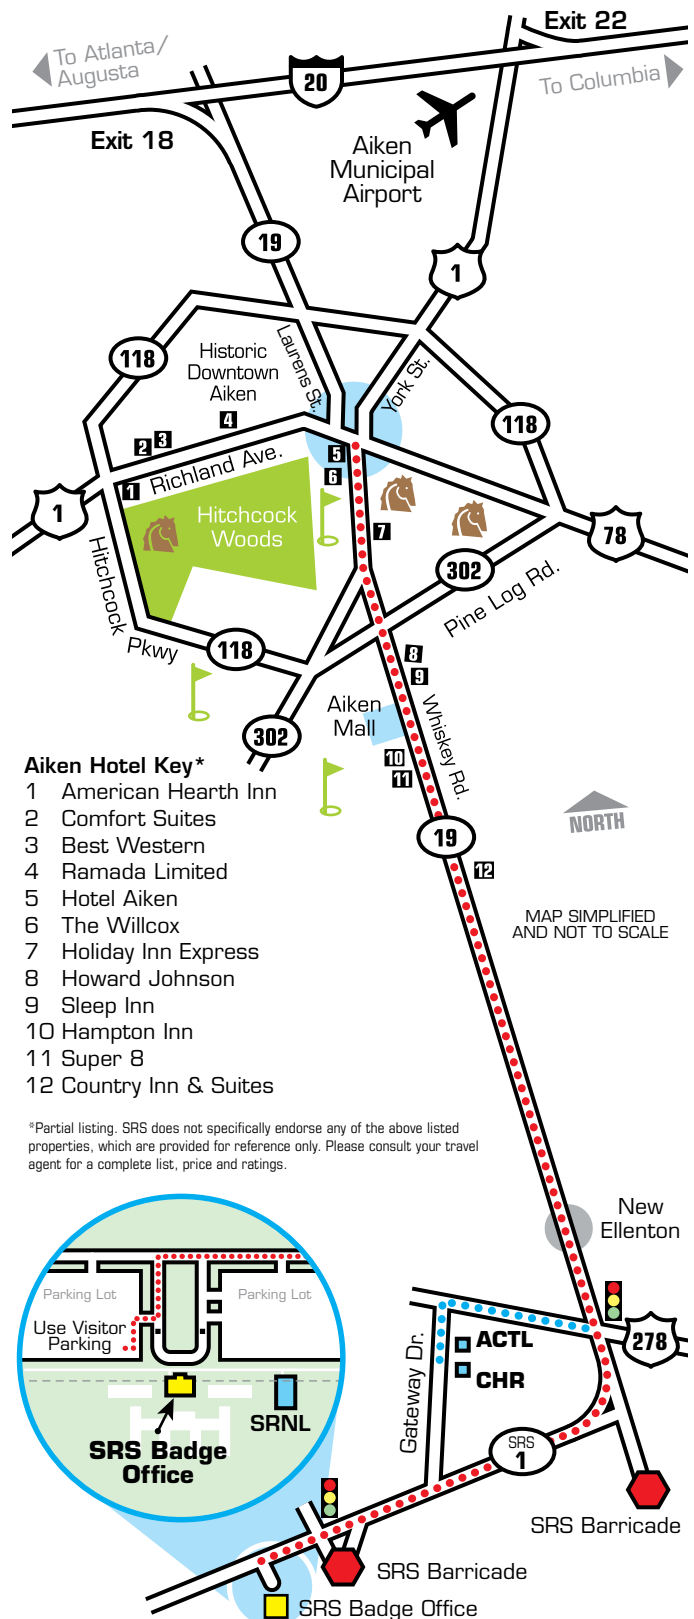 Exit 22
To Atlanta/
Augusta
20
To Columbia
Exit 18
Aiken
Municipal
Airport
19
1
118
Historic
Downtown
Aiken
Laurens St.
York St.
118
4
2
3
5
6
1
Richland Ave.
1
Hitchcock
Woods
7
78
302
Pine Log Rd.
Hitchcock Pkwy
118
8
9
302
Aiken
Mall
Whiskey Rd.
10
11
Aiken Hotel Key*
1 American Hearth Inn
2 Comfort Suites
3 Best Western
4 Ramada Limited
5 Hotel Aiken
6 The Willcox
7 Holiday Inn Express
8 Howard Johnson
9 Sleep Inn
10 Hampton Inn
11 Super 8
12 Country Inn & Suites
NORTH
19
12
MAP SIMPLIFIED
AND NOT TO SCALE
*Partial listing. SRS does not specifically endorse any of the above listed
properties, which are provided for reference only. Please consult your travel
agent for a complete list, price and ratings.
New
Ellenton
Parking Lot
Parking Lot
Use Visitor
Parking
SRNL
SRS Badge
Office
278
ACTL
CHR
Gateway Dr.
SRS
1
SRS Barricade
SRS Barricade
SRS Badge Office